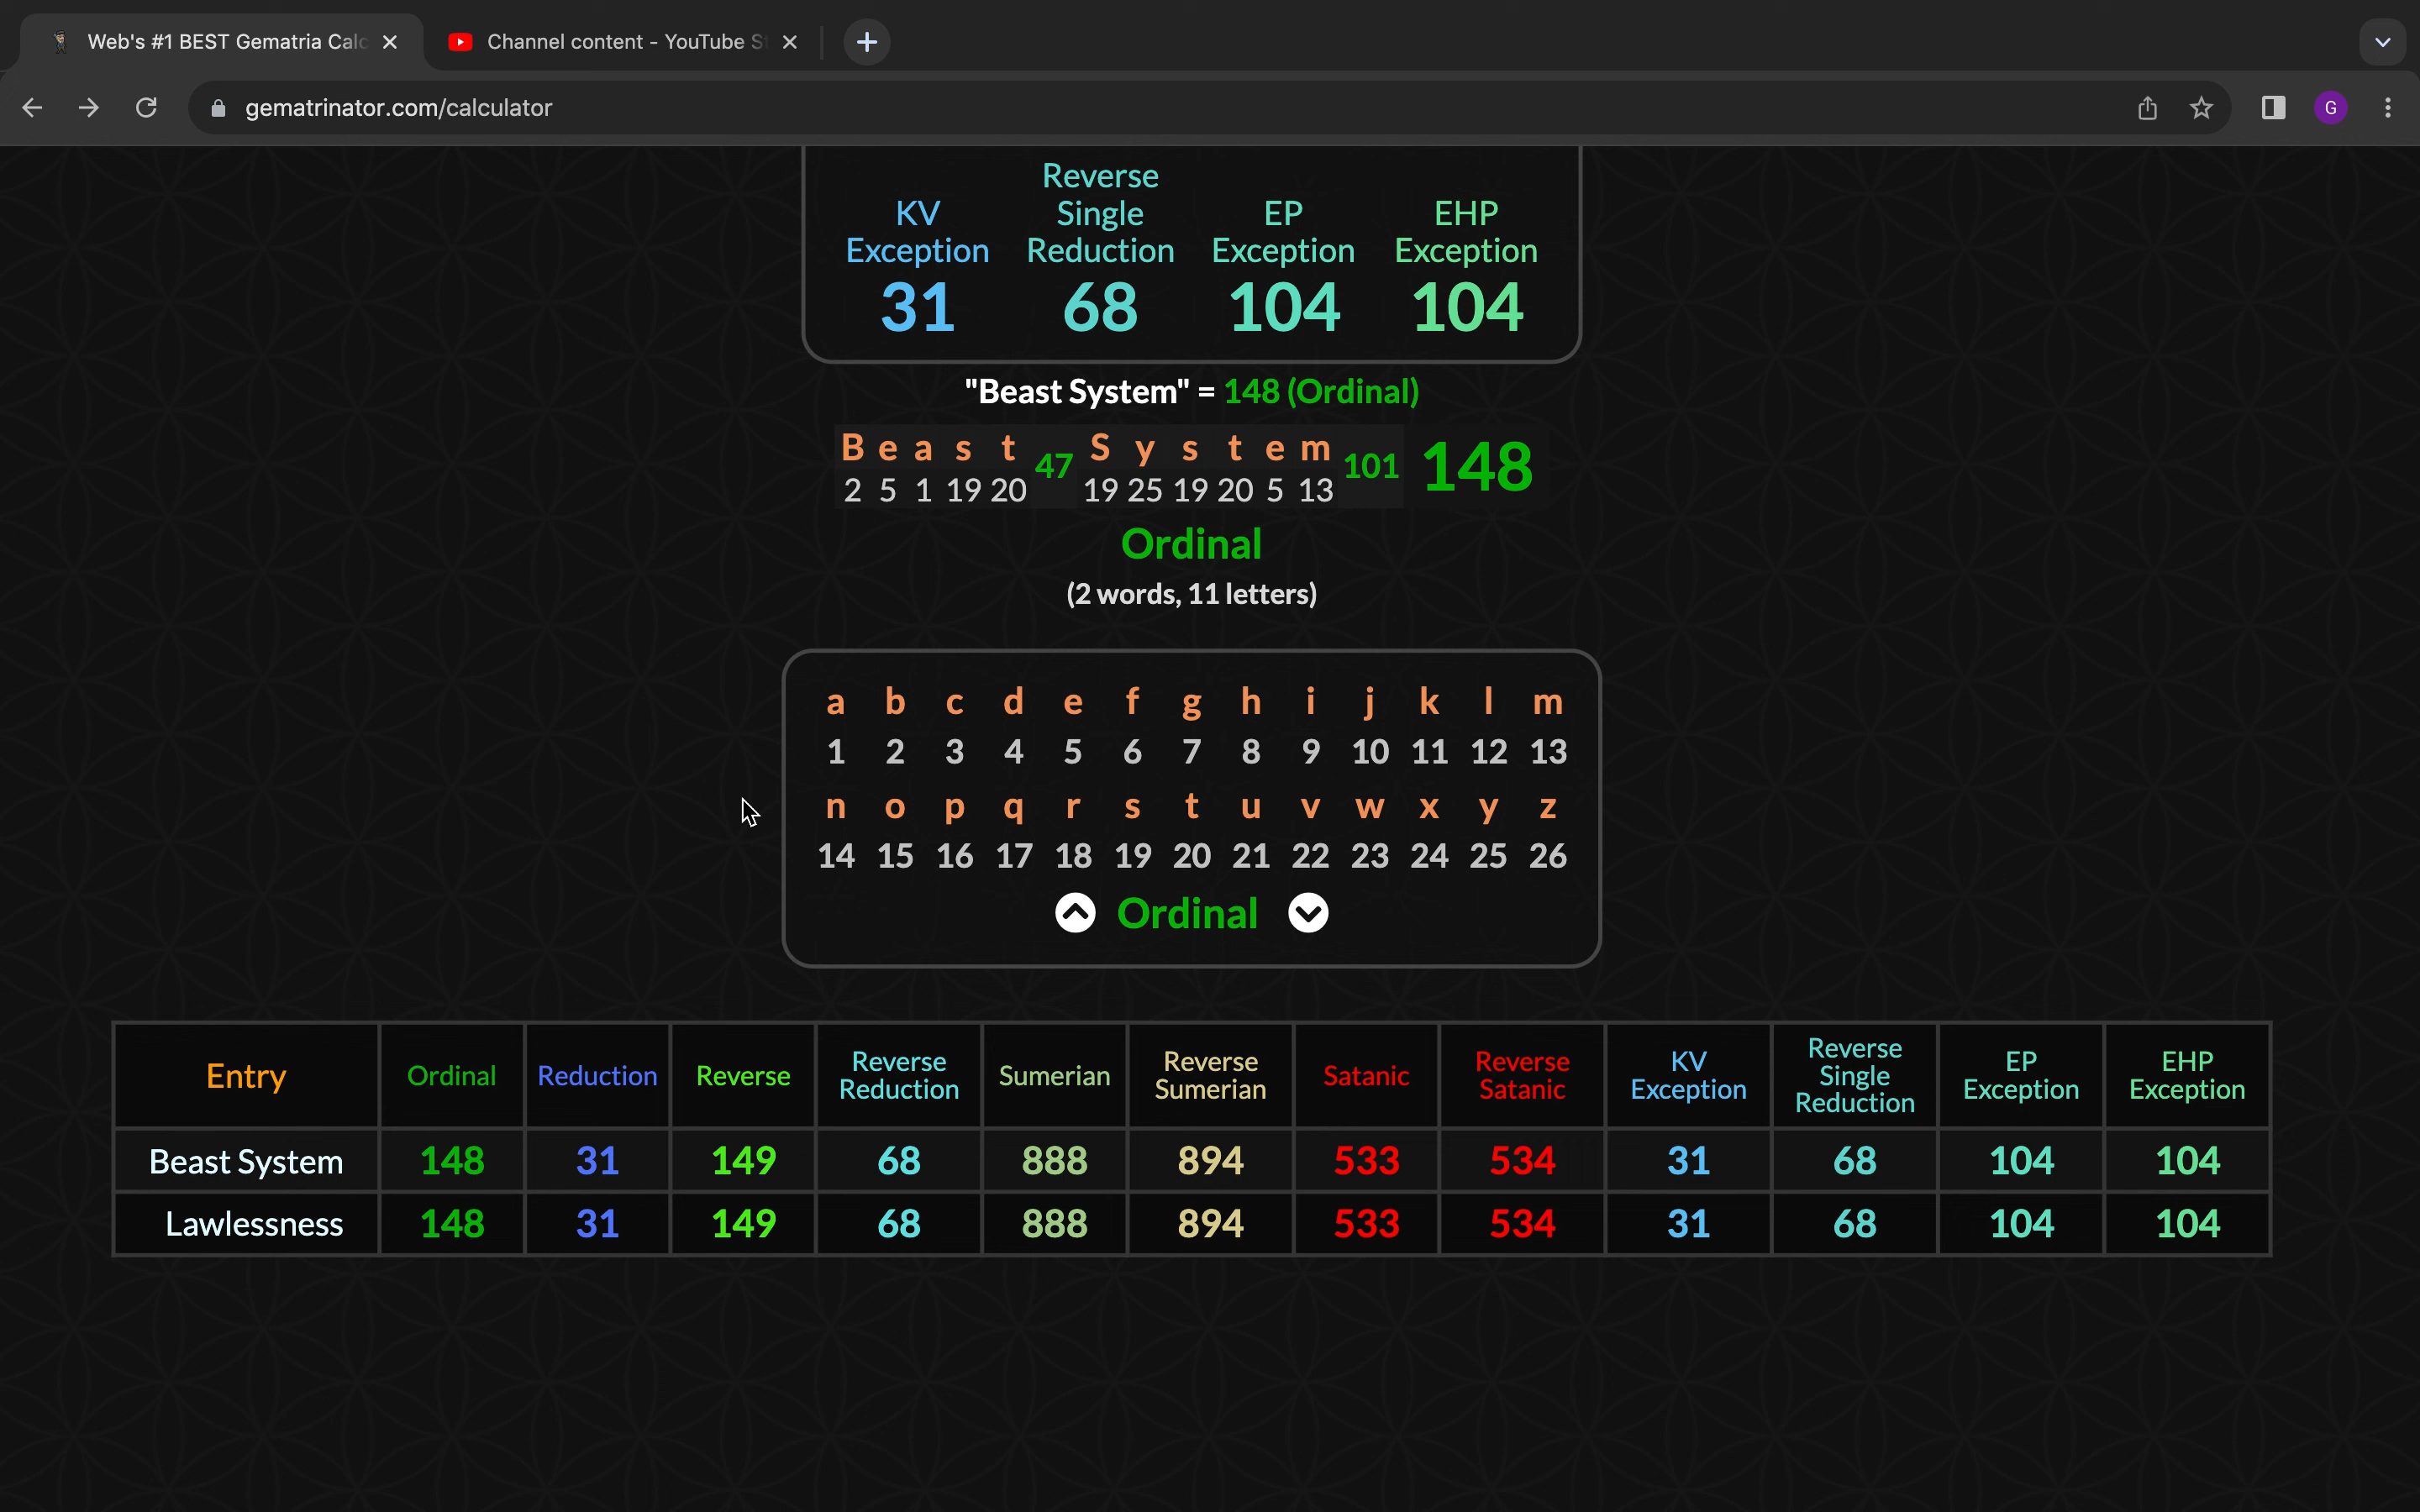 Web's #1 BEST Gematria Calc
Channel content - YouTube S
gematrinator.com/calculator
G
KV Exception Reverse Single Reduction EP Exception EHP Exception
31 68 104 104
"Beast System" = 148 (Ordinal)
B e a s t 47 S y s t e m 101 148
2 5 1 19 20 19 25 19 20 5 13
Ordinal
(2 words, 11 letters)
a b c d e f g h i j k l m
1 2 3 4 5 6 7 8 9 10 11 12 13
n o p q r s t u v w x y z
14 15 16 17 18 19 20 21 22 23 24 25 26
Ordinal
Entry Ordinal Reduction Reverse Reverse Reduction Sumerian Reverse Sumerian Satanic Reverse Satanic KV Exception Reverse Single Reduction EP Exception EHP Exception
Beast System 148 31 149 68 888 894 533 534 31 68 104 104
Lawlessness 148 31 149 68 888 894 533 534 31 68 104 104